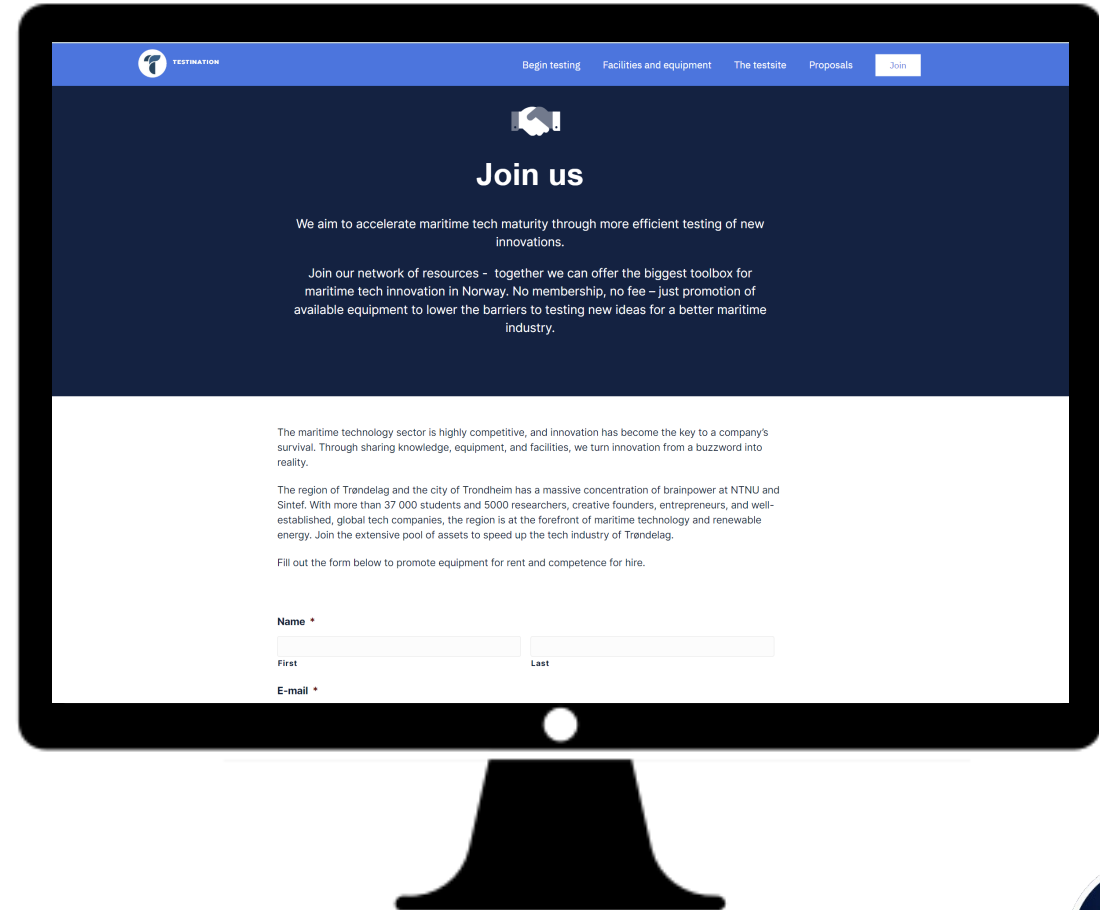 TESTINATION
Begin testing Facilities and equipment The testsite Proposals Join
Join us
We aim to accelerate maritime tech maturity through more efficient testing of new
innovations.
Join our network of resources - together we can offer the biggest toolbox for
maritime tech innovation in Norway. No membership, no fee – just promotion of
available equipment to lower the barriers to testing new ideas for a better maritime
industry.
The maritime technology sector is highly competitive, and innovation has become the key to a company's
survival. Through sharing knowledge, equipment, and facilities, we turn innovation from a buzzword into
reality.
The region of Trøndelag and the city of Trondheim has a massive concentration of brainpower at NTNU and
Sintef. With more than 37 000 students and 5000 researchers, creative founders, entrepreneurs, and well-
established, global tech companies, the region is at the forefront of maritime technology and renewable
energy. Join the extensive pool of assets to speed up the tech industry of Trøndelag.
Fill out the form below to promote equipment for rent and competence for hire.
Name *
First Last
E-mail *